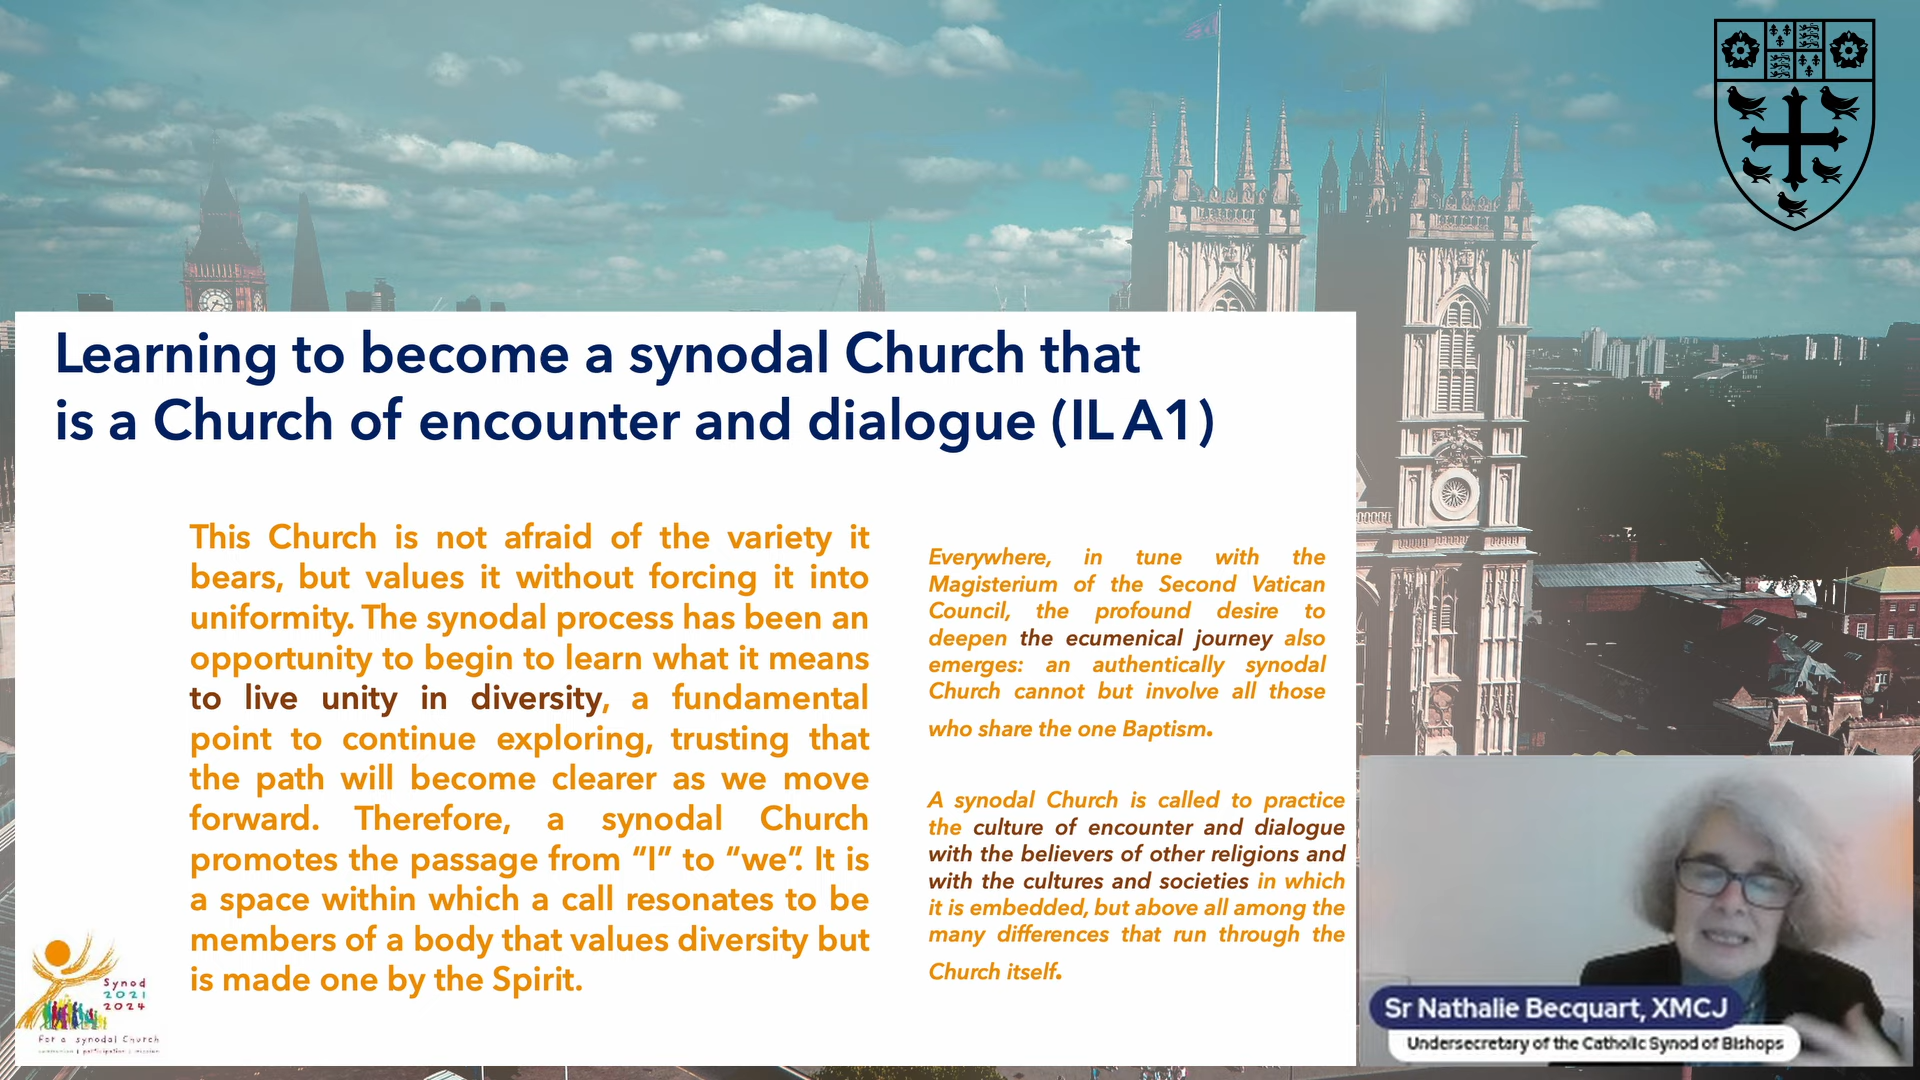 Learning to become a synodal Church that
is a Church of encounter and dialogue (IL A1)
This Church is not afraid of the variety it
bears, but values it without forcing it into
uniformity. The synodal process has been an
opportunity to begin to learn what it means
to live unity in diversity, a fundamental
point to continue exploring, trusting that
the path will become clearer as we move
forward. Therefore, a synodal Church
promotes the passage from “I” to “we”. It is
a space within which a call resonates to be
members of a body that values diversity but
is made one by the Spirit.
Everywhere, in tune with the
Magisterium of the Second Vatican
Council, the profound desire to
deepen the ecumenical journey also
emerges: an authentically synodal
Church cannot but involve all those
who share the one Baptism.
A synodal Church is called to practice
the culture of encounter and dialogue
with the believers of other religions and
with the cultures and societies in which
it is embedded, but above all among the
many differences that run through the
Church itself.
Synod
2021
2024
For a synodal Church
communion | participation | mission
Sr Nathalie Becquart, XMCJ
Undersecretary of the Catholic Synod of Bishops